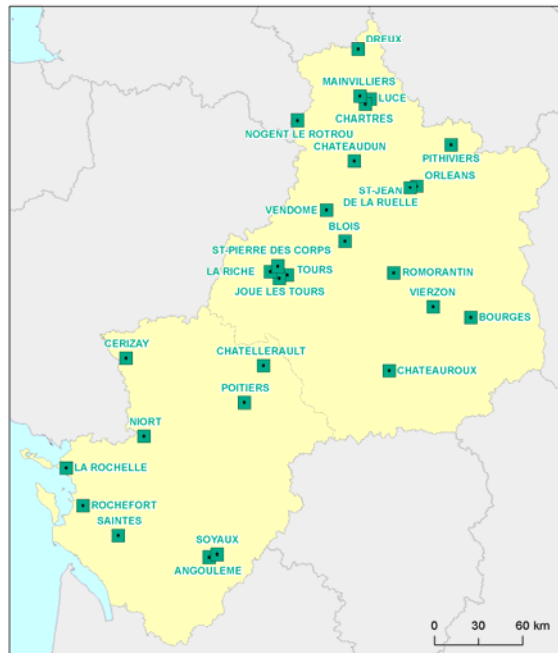 DREUX
MAINVILLIERS
LUCE
CHARTRES
NOGENT LE ROTROU
CHATEAUDUN
PITHIVIERS
ORLEANS
ST-JEAN
DE LA RUELLE
VENDOME
BLOIS
ST-PIERRE DES CORPS
LA RICHE
TOURS
JOUE LES TOURS
ROMORANTIN
VIERZON
BOURGES
CERIZAY
CHATELLERAULT
CHATEAUROUX
POITIERS
NIORT
LA ROCHELLE
ROCHEFORT
SAINTES
SOYAUX
ANGOULEME
0 30 60 km